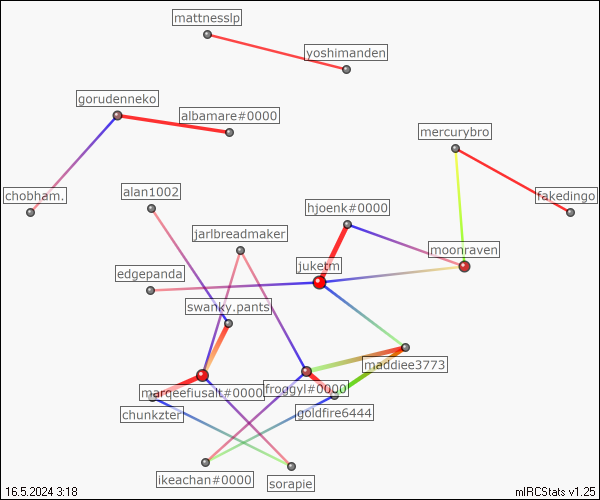 mattnesslp
yoshimanden
gorudenneko
albamare#0000
mercurybro
chobham.
alan1002
fakedingo
hjoenk#0000
jarlbreadmaker
moonraven
edgepanda
juketm
swanky.pants
maddiee3773
marqeefiusalt#0000
froggyl#0000
chunkzter
goldfire6444
ikeachan#0000
sorapie
16.5.2024 3:18
mIRCStats v1.25